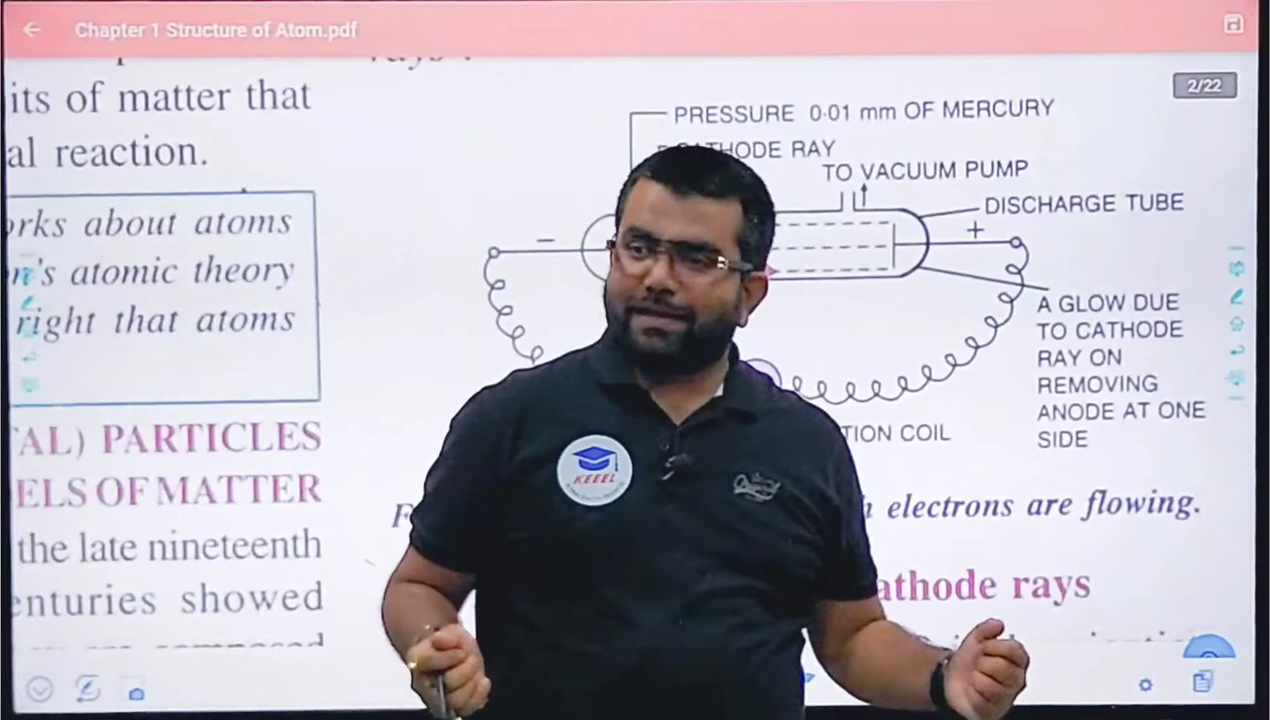 Chapter 1 Structure of Atom.pdf
2/22
its of matter that
al reaction.
orks about atoms
n's atomic theory
right that atoms
AL) PARTICLES
ELS OF MATTER
the late nineteenth
enturies showed
PRESSURE 0·01 mm OF MERCURY
CATHODE RAY
TO VACUUM PUMP
DISCHARGE TUBE
−
+
A GLOW DUE
TO CATHODE
RAY ON
REMOVING
ANODE AT ONE
SIDE
TION COIL
electrons are flowing.
athode rays
KEEEL